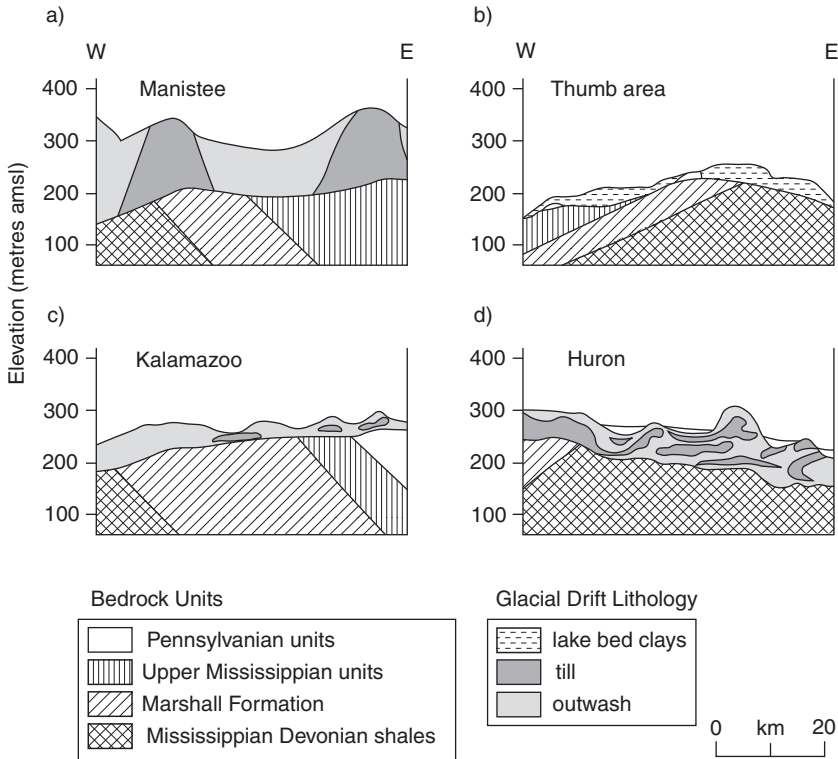 a)
W E
Manistee
400
300
200
100
b)
W E
Thumb area
400
300
200
100
Elevation (metres amsl)
c)
Kalamazoo
400
300
200
100
d)
Huron
400
300
200
100
Bedrock Units
Pennsylvanian units
Upper Mississippian units
Marshall Formation
Mississippian Devonian shales
Glacial Drift Lithology
lake bed clays
till
outwash
0 km 20